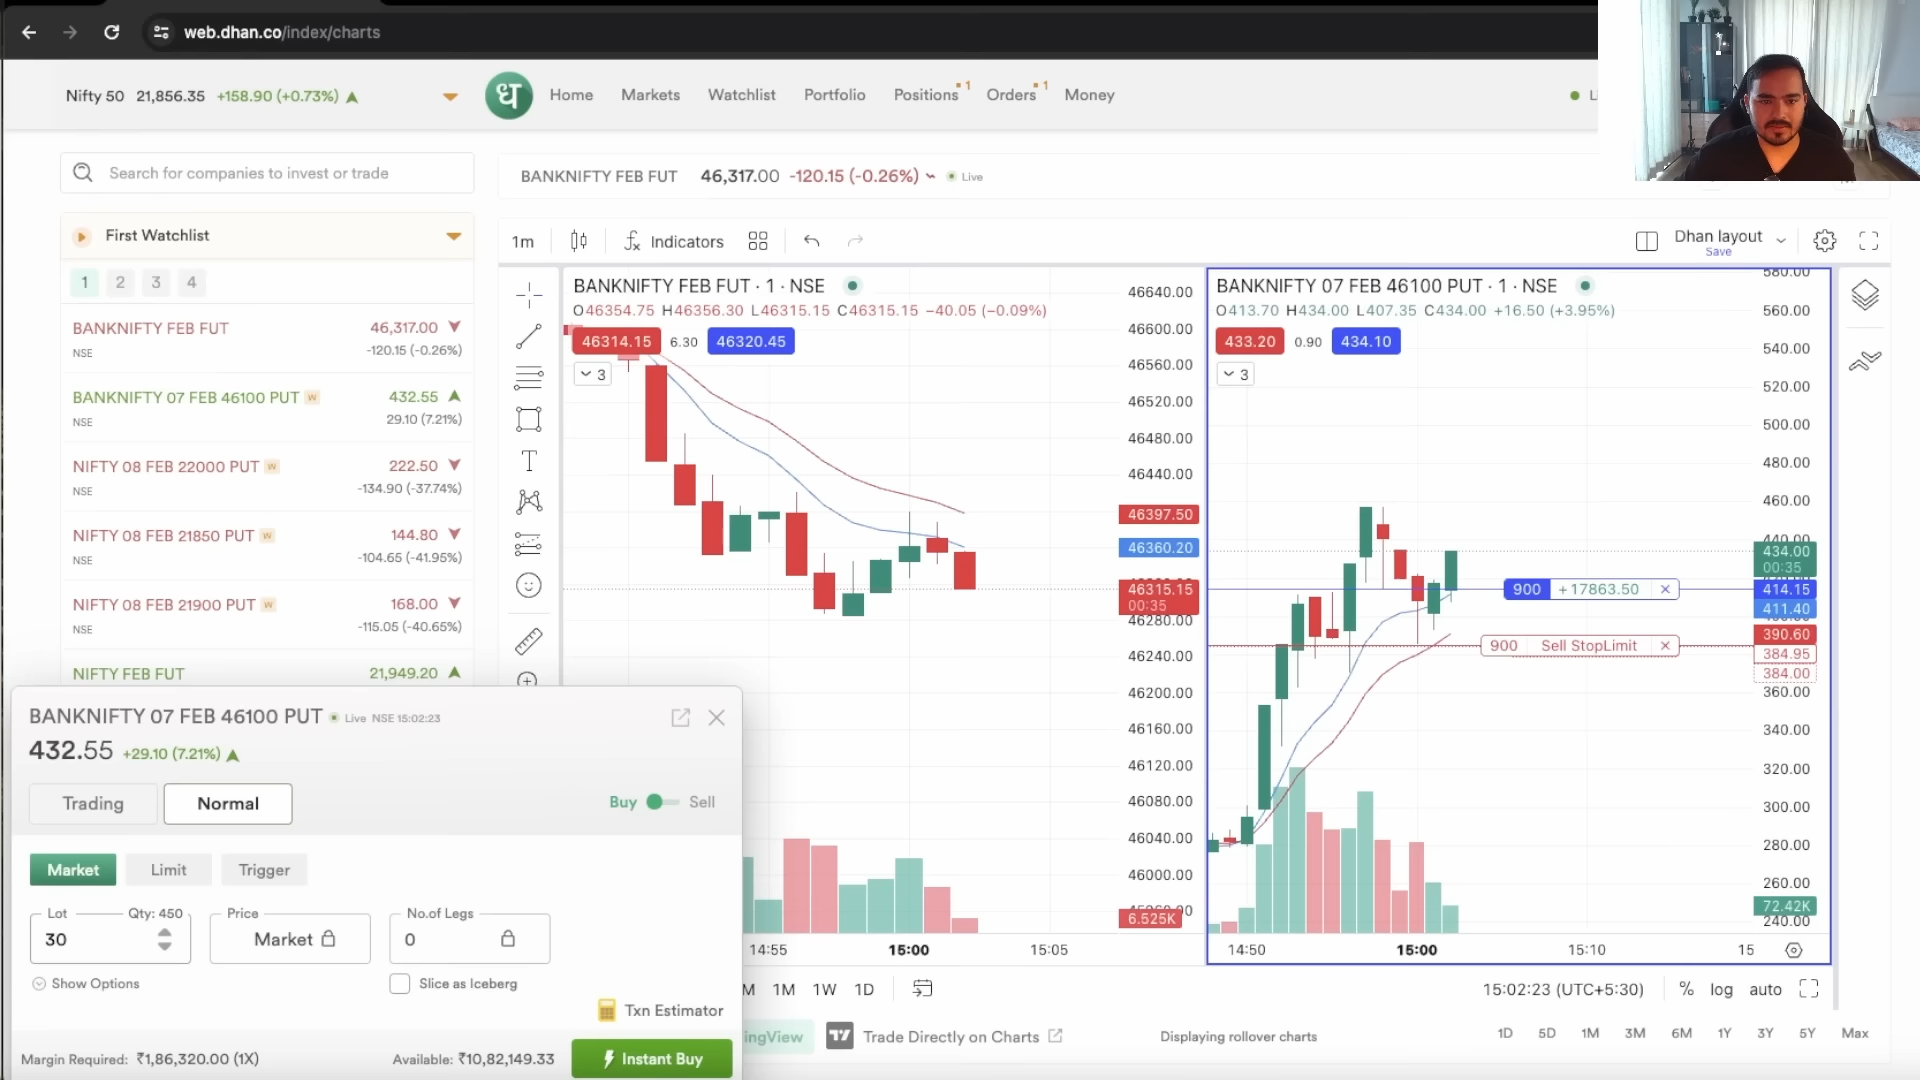 web.dhan.co/index/charts
Nifty 50 21,856.35 +158.90 (+0.73%)
ध
Home Markets Watchlist Portfolio Positions 1 Orders 1 Money
Search for companies to invest or trade
BANKNIFTY FEB FUT 46,317.00 -120.15 (-0.26%) Live
First Watchlist
1 2 3 4
1m Indicators
Dhan layout
Save
BANKNIFTY FEB FUT 46,317.00
NSE -120.15 (-0.26%)
BANKNIFTY 07 FEB 46100 PUT W 432.55
NSE 29.10 (7.21%)
NIFTY 08 FEB 22000 PUT W 222.50
NSE -134.90 (-37.74%)
NIFTY 08 FEB 21850 PUT W 144.80
NSE -104.65 (-41.95%)
NIFTY 08 FEB 21900 PUT W 168.00
NSE -115.05 (-40.65%)
NIFTY FEB FUT 21,949.20
BANKNIFTY FEB FUT · 1 · NSE
O46354.75 H46356.30 L46315.15 C46315.15 −40.05 (−0.09%)
46314.15 6.30 46320.45
3
46640.00
46600.00
46560.00
46520.00
46480.00
46440.00
46397.50
46360.20
46315.15
00:35
46280.00
46240.00
46200.00
46160.00
46120.00
46080.00
46040.00
46000.00
6.525K
14:55 15:00 15:05
BANKNIFTY 07 FEB 46100 PUT · 1 · NSE
O413.70 H434.00 L407.35 C434.00 +16.50 (+3.95%)
433.20 0.90 434.10
3
580.00
560.00
540.00
520.00
500.00
480.00
460.00
440.00
434.00
00:35
900 +17863.50 414.15
411.40
390.60
900 Sell StopLimit 384.95
384.00
360.00
340.00
320.00
300.00
280.00
260.00
72.42K
240.00
14:50 15:00 15:10 15
BANKNIFTY 07 FEB 46100 PUT Live NSE 15:02:23
432.55 +29.10 (7.21%)
Trading Normal Buy Sell
Market Limit Trigger
Lot Qty: 450 Price No.of Legs
30 Market 0
Show Options Slice as Iceberg
Txn Estimator
Margin Required: ₹1,86,320.00 (1X) Available: ₹10,82,149.33 Instant Buy
M 1M 1W 1D 15:02:23 (UTC+5:30) % log auto
ingView Trade Directly on Charts Displaying rollover charts 1D 5D 1M 3M 6M 1Y 3Y 5Y Max